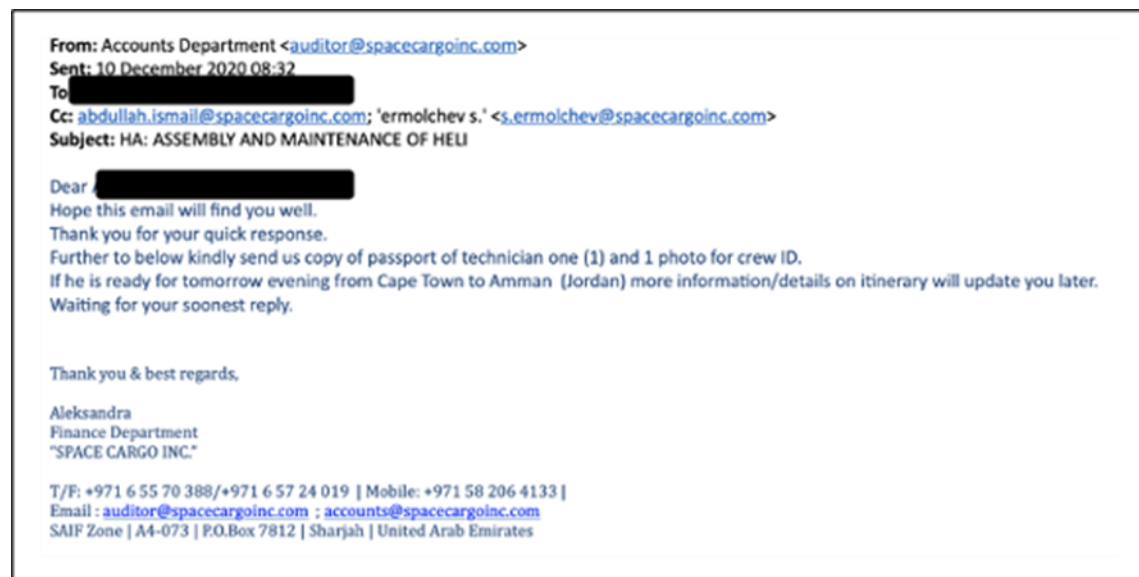 From: Accounts Department <auditor@spacecargoinc.com>
Sent: 10 December 2020 08:32
To
Cc: abdullah.ismail@spacecargoinc.com; 'ermolchev s.' <s.ermolchev@spacecargoinc.com>
Subject: HA: ASSEMBLY AND MAINTENANCE OF HELI
Dear
Hope this email will find you well.
Thank you for your quick response.
Further to below kindly send us copy of passport of technician one (1) and 1 photo for crew ID.
If he is ready for tomorrow evening from Cape Town to Amman (Jordan) more information/details on itinerary will update you later.
Waiting for your soonest reply.
Thank you & best regards,
Aleksandra
Finance Department
"SPACE CARGO INC."
T/F: +971 6 55 70 388/+971 6 57 24 019 | Mobile: +971 58 206 4133 |
Email : auditor@spacecargoinc.com ; accounts@spacecargoinc.com
SAIF Zone | A4-073 | P.O.Box 7812 | Sharjah | United Arab Emirates